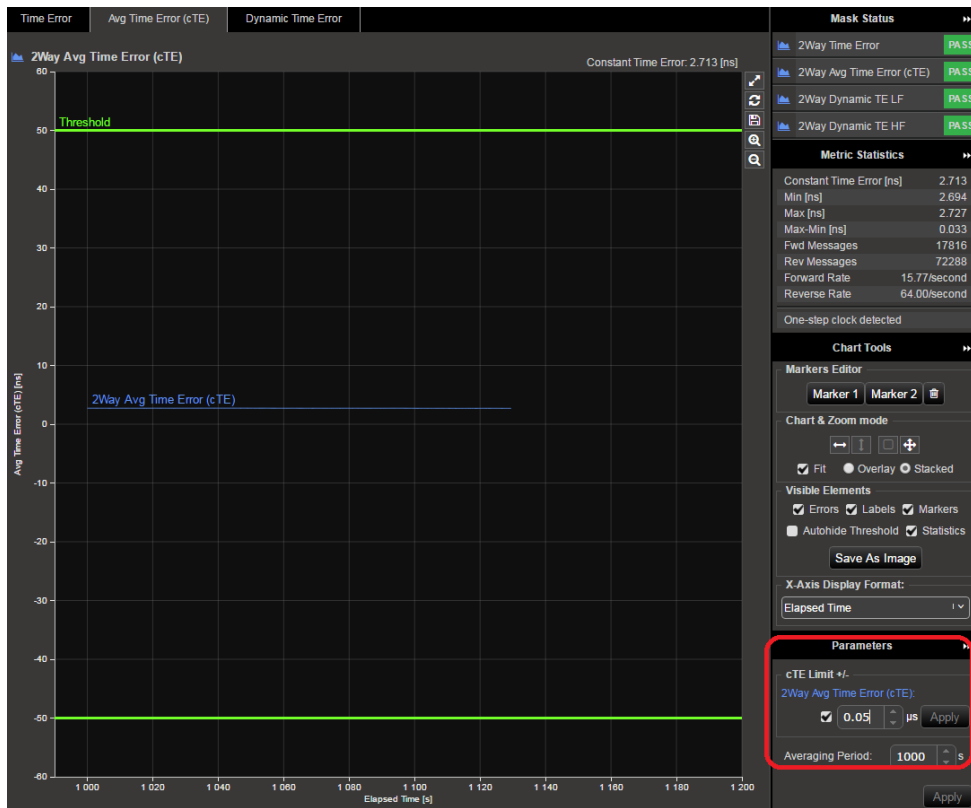 Time Error
Avg Time Error (cTE)
Dynamic Time Error
2Way Avg Time Error (cTE)
Constant Time Error: 2.713 [ns]
60
Threshold
50
40
30
20
10
2Way Avg Time Error (cTE)
0
-10
-20
-30
-40
-50
-60
Avg Time Error (cTE) [ns]
1 000 1 020 1 040 1 060 1 080 1 100 1 120 1 140 1 160 1 180 1 200
Elapsed Time [s]
Mask Status
2Way Time Error PASS
2Way Avg Time Error (cTE) PASS
2Way Dynamic TE LF PASS
2Way Dynamic TE HF PASS
Metric Statistics
Constant Time Error [ns] 2.713
Min [ns] 2.694
Max [ns] 2.727
Max-Min [ns] 0.033
Fwd Messages 17816
Rev Messages 72288
Forward Rate 15.77/second
Reverse Rate 64.00/second
One-step clock detected
Chart Tools
Markers Editor
Marker 1 Marker 2
Chart & Zoom mode
Fit Overlay Stacked
Visible Elements
Errors Labels Markers
Autohide Threshold Statistics
Save As Image
X-Axis Display Format:
Elapsed Time
Parameters
cTE Limit +/-
2Way Avg Time Error (cTE):
0.05 µs Apply
Averaging Period: 1000 s
Apply